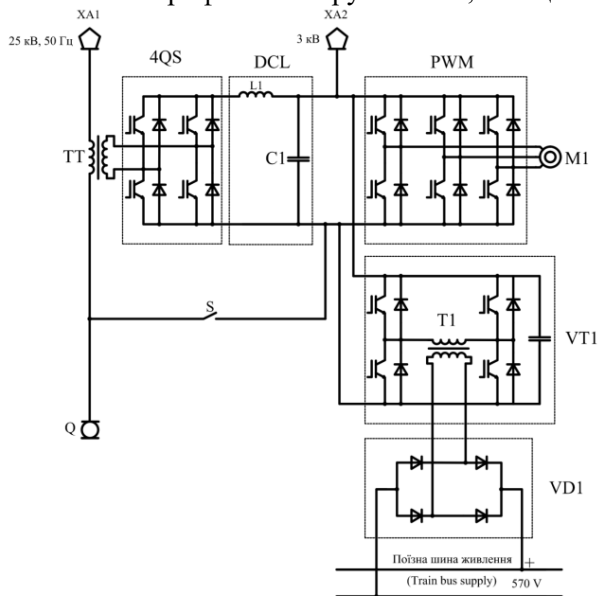 XA1
XA2
25 кВ, 50 Гц
3 кВ
4QS
DCL
PWM
L1
TT
C1
M1
S
T1
VT1
Q
VD1
Поїзна шина живлення
+
(Train bus supply)
570 V